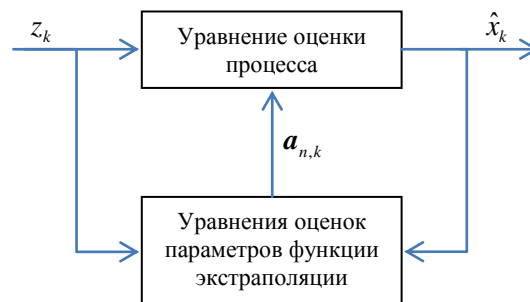 z_k
Уравнение оценки
процесса
x̂_k
a_{n,k}
Уравнения оценок
параметров функции
экстраполяции